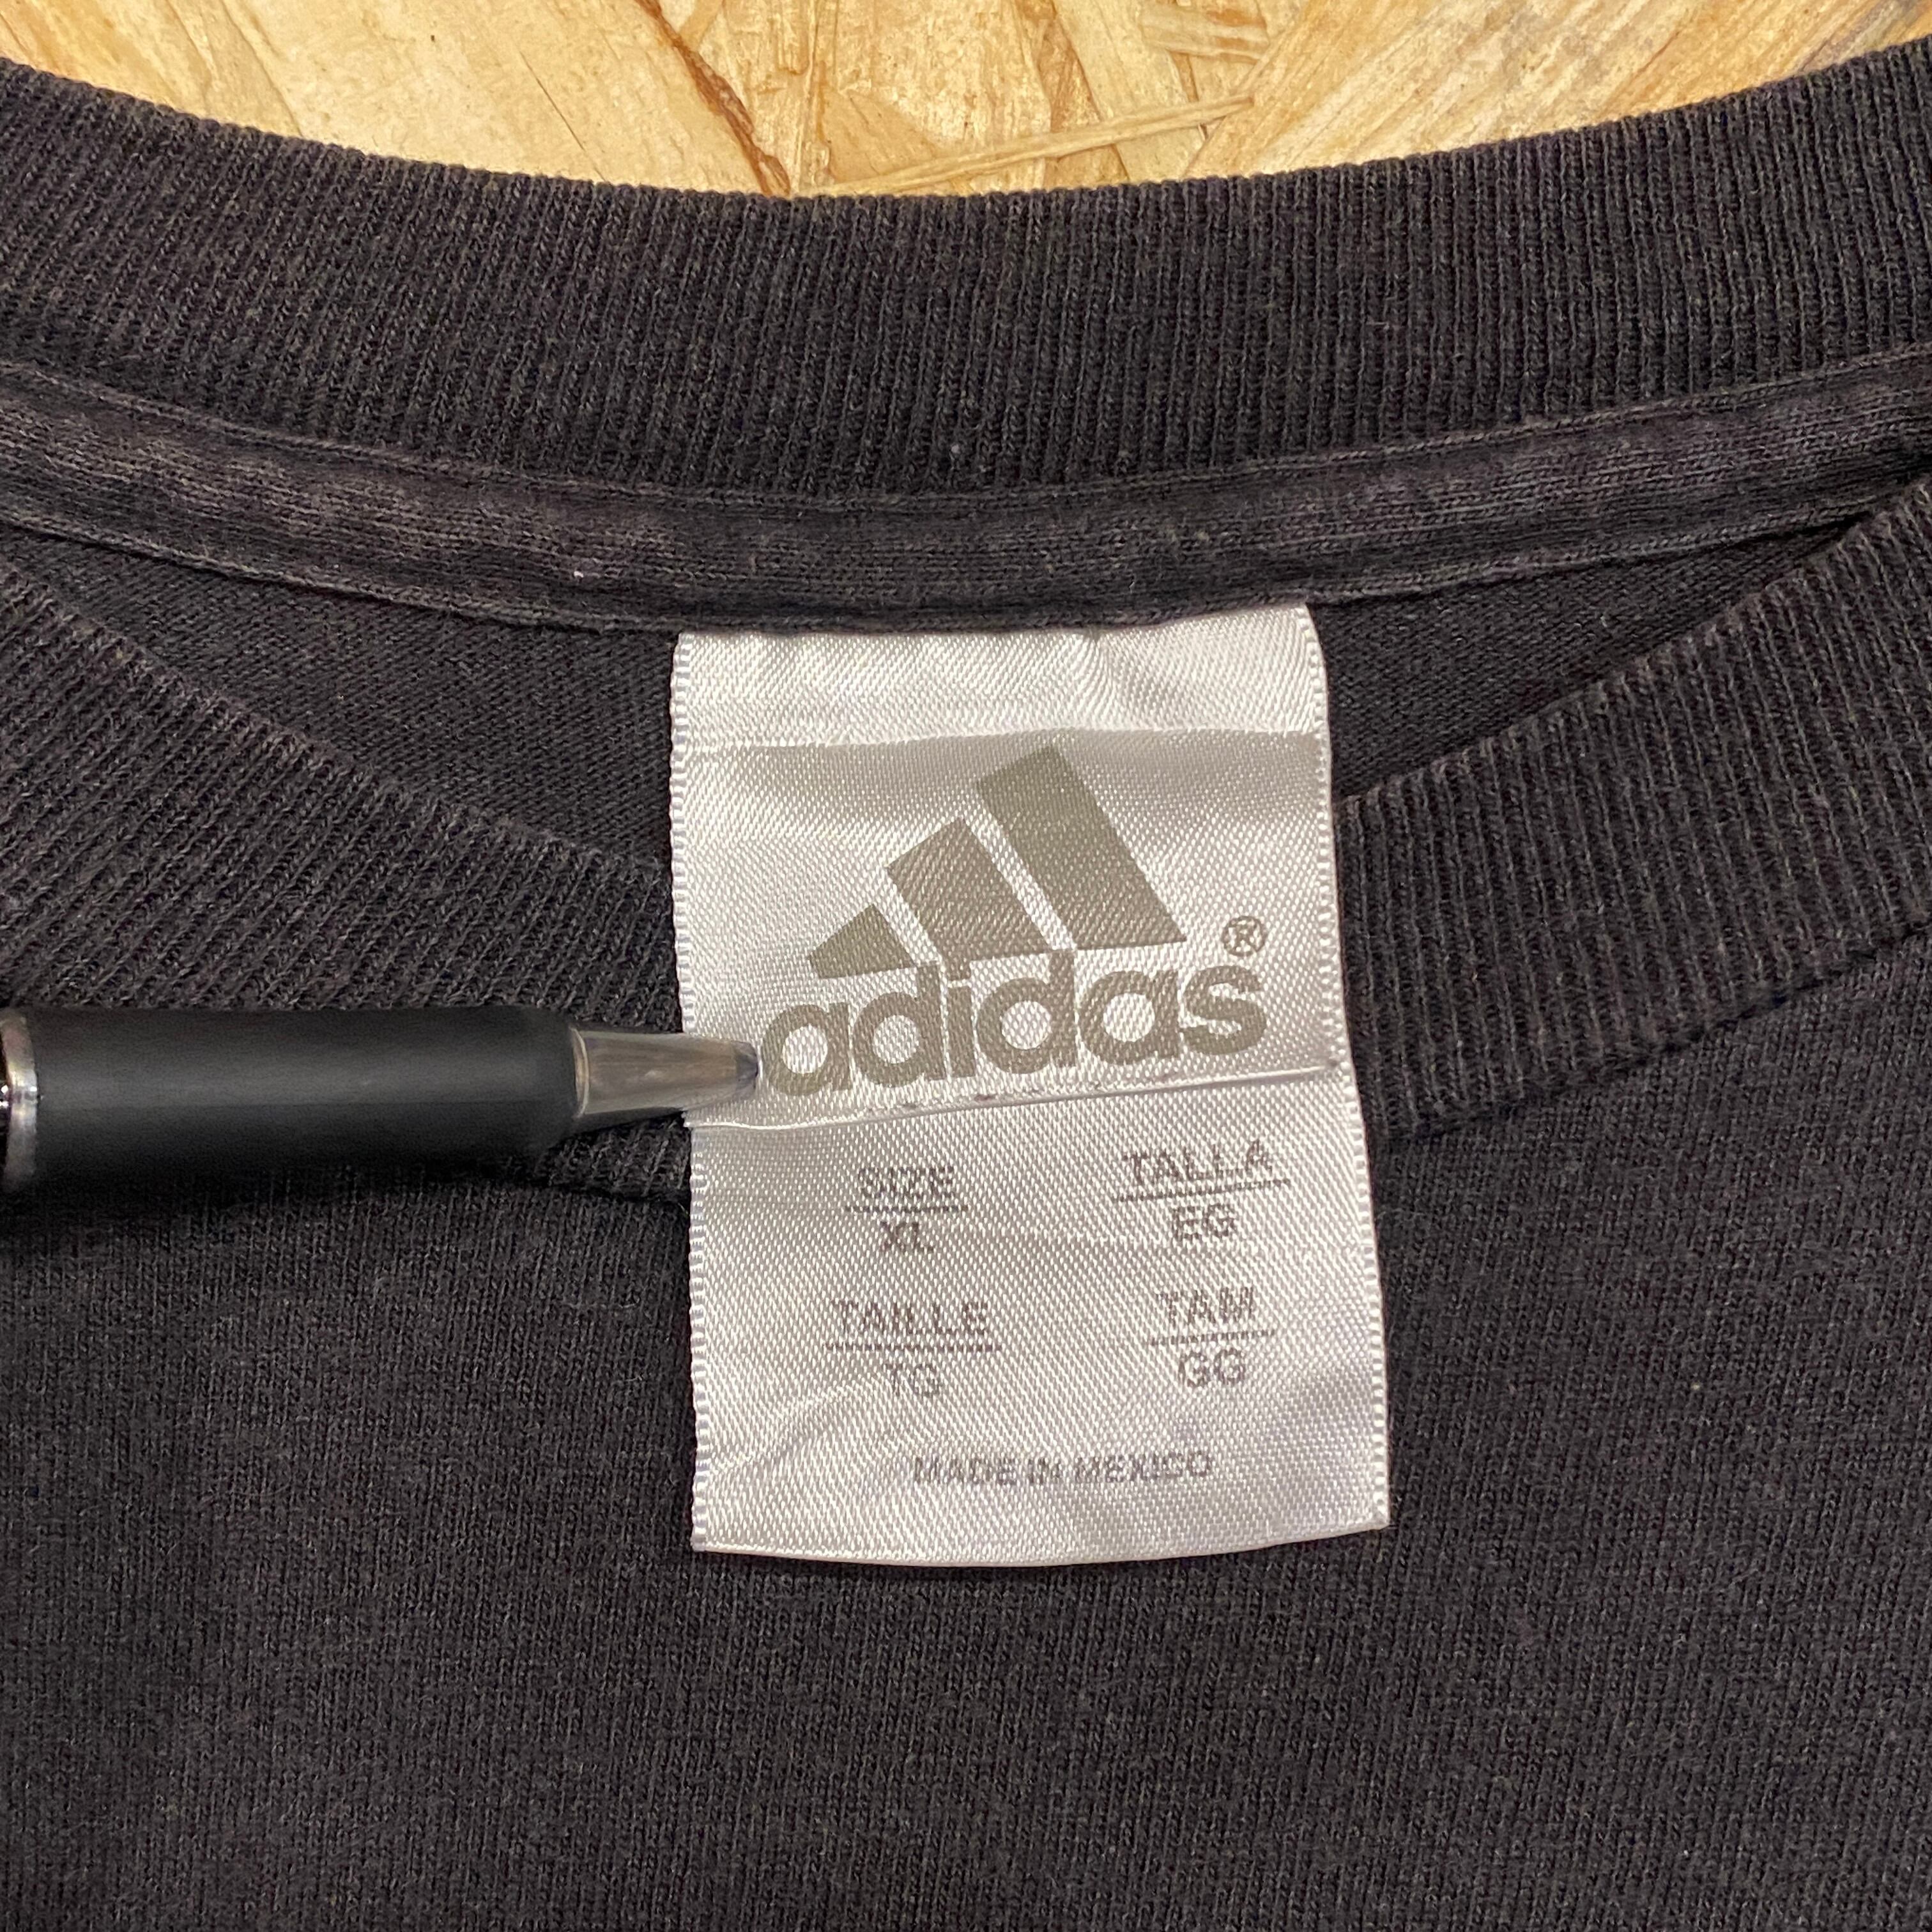 adidas®
SIZE TALLA
XL EG
TAILLE TAM
TG GG
MADE IN MEXICO